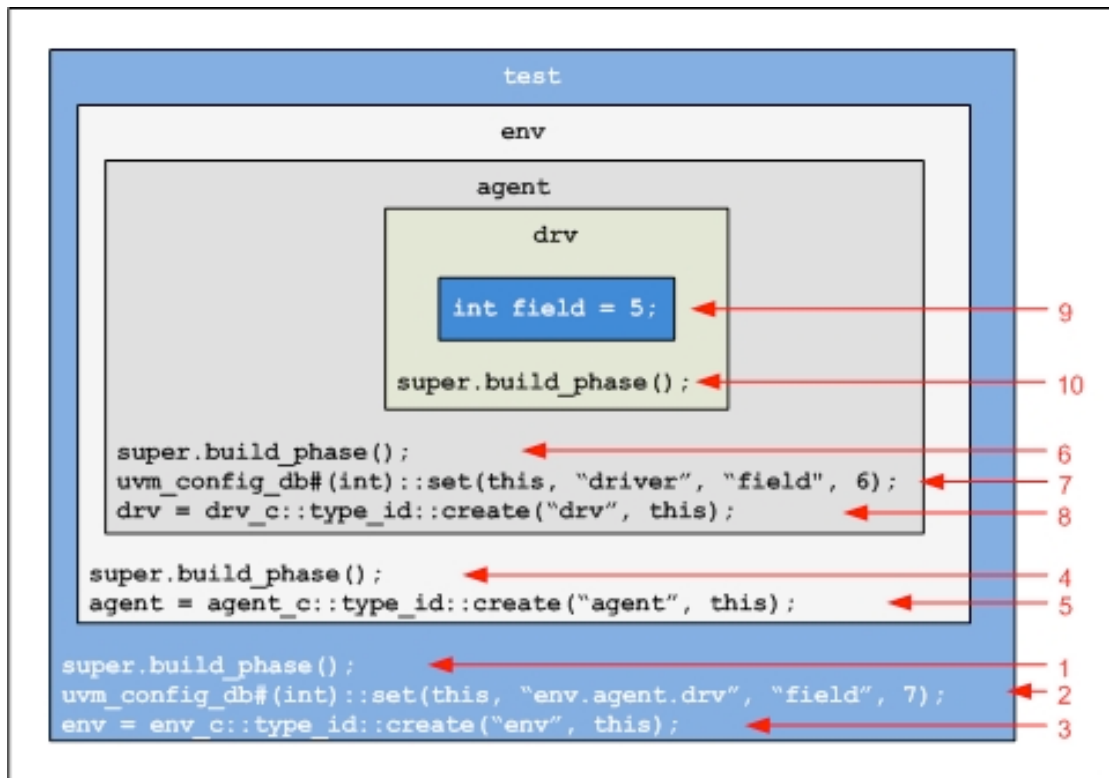 test
env
agent
drv
int field = 5;
9
super.build_phase();
10
super.build_phase();
6
uvm_config_db#(int)::set(this, “driver”, “field", 6);
7
drv = drv_c::type_id::create(“drv”, this);
8
super.build_phase();
4
agent = agent_c::type_id::create(“agent”, this);
5
super.build_phase();
1
uvm_config_db#(int)::set(this, “env.agent.drv”, “field”, 7);
2
env = env_c::type_id::create(“env”, this);
3